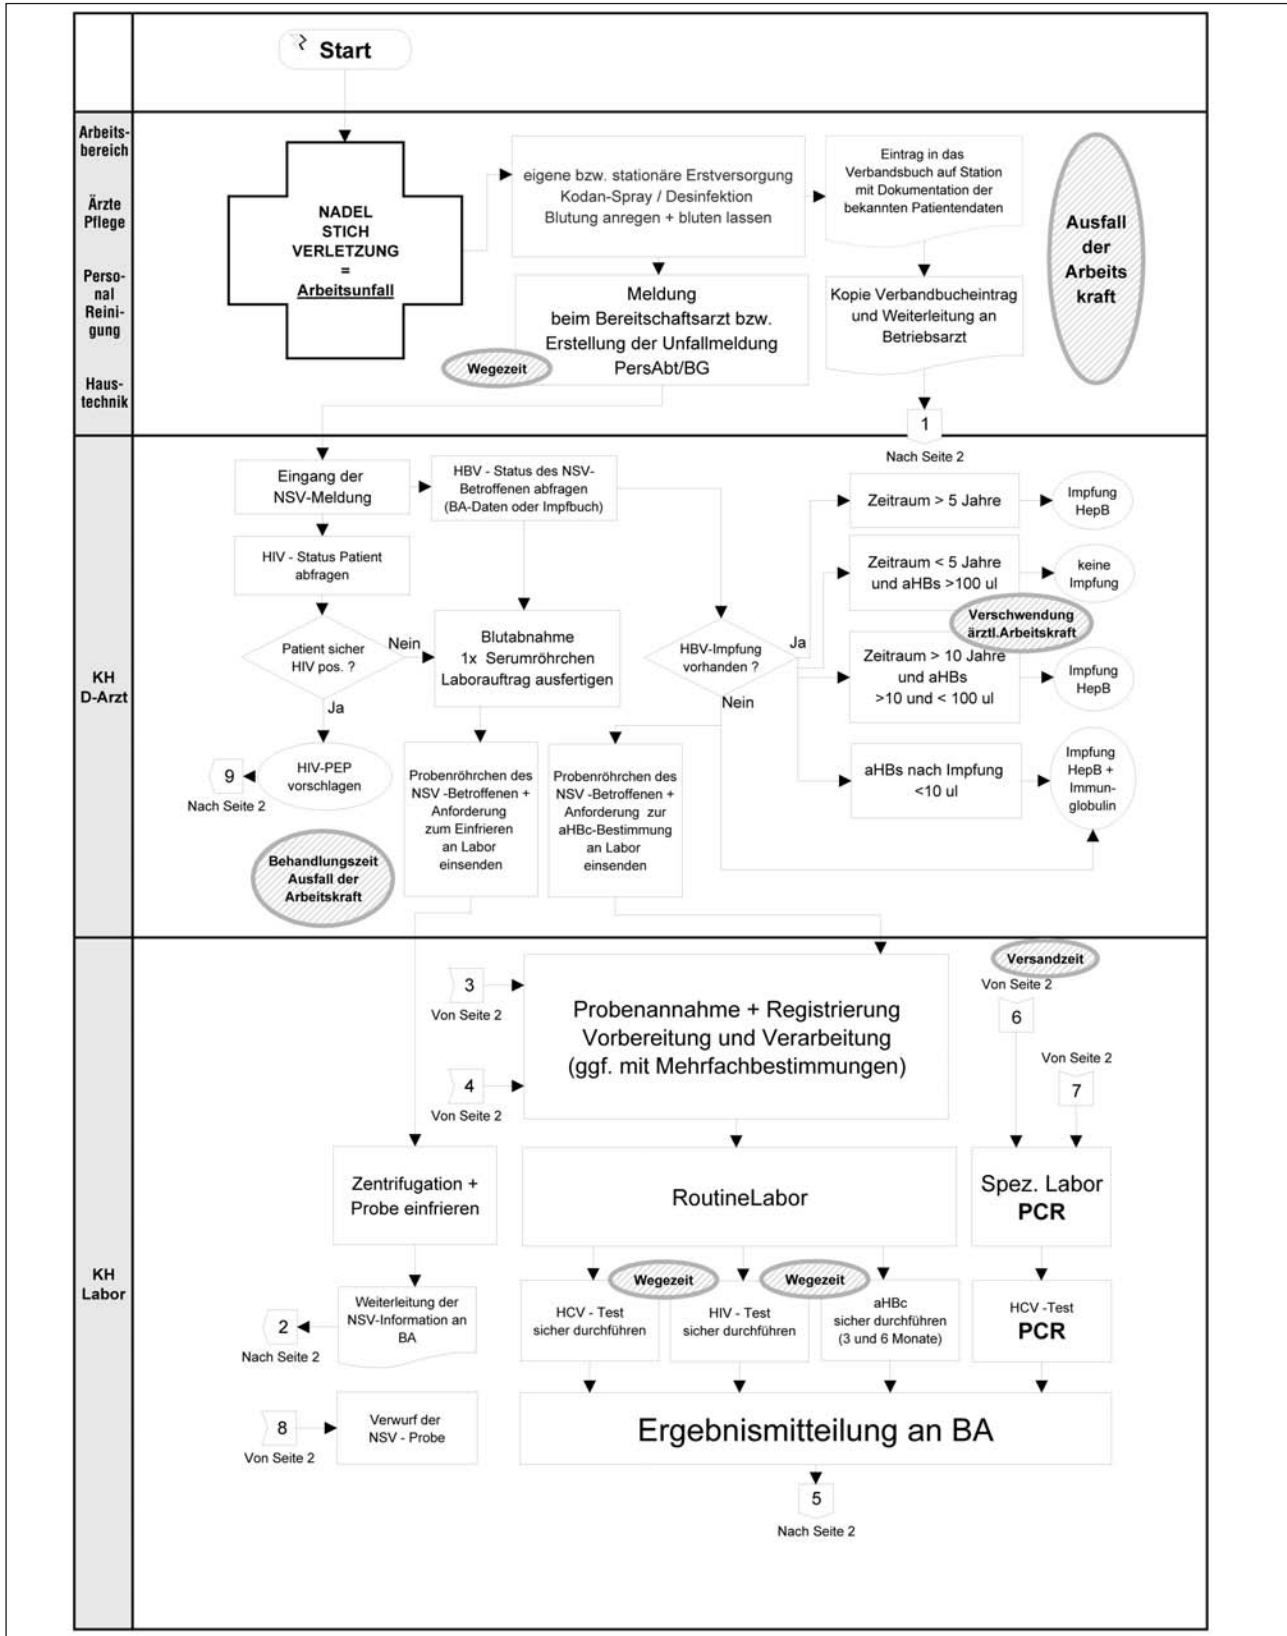 Start
Arbeits-
bereich
Ärzte
Pflege
Perso-
nal
Reini-
gung
Haus-
technik
NADEL
STICH
VERLETZUNG
=
Arbeitsunfall
eigene bzw. stationäre Erstversorgung
Kodan-Spray / Desinfektion
Blutung anregen + bluten lassen
Eintrag in das
Verbandsbuch auf Station
mit Dokumentation der
bekannten Patientendaten
Ausfall
der
Arbeits
kraft
Meldung
beim Bereitschaftsarzt bzw.
Erstellung der Unfallmeldung
PersAbt/BG
Wegezeit
Kopie Verbandbucheintrag
und Weiterleitung an
Betriebsarzt
1
Nach Seite 2
KH
D-Arzt
Eingang der
NSV-Meldung
HBV - Status des NSV-
Betroffenen abfragen
(BA-Daten oder Impfbuch)
Zeitraum > 5 Jahre
Impfung
HepB
HIV - Status Patient
abfragen
Zeitraum < 5 Jahre
und aHBs >100 ul
keine
Impfung
Verschwendung
ärztl.Arbeitskraft
Patient sicher
HIV pos. ?
Nein
Ja
Blutabnahme
1x Serumröhrchen
Laborauftrag ausfertigen
HBV-Impfung
vorhanden ?
Ja
Nein
Zeitraum > 10 Jahre
und aHBs
>10 und < 100 ul
Impfung
HepB
9
Nach Seite 2
HIV-PEP
vorschlagen
Probenröhrchen des
NSV -Betroffenen +
Anforderung
zum Einfrieren
an Labor
einsenden
Probenröhrchen des
NSV -Betroffenen +
Anforderung zur
aHBc-Bestimmung
an Labor
einsenden
aHBs nach Impfung
<10 ul
Impfung
HepB +
Immun-
globulin
Behandlungszeit
Ausfall der
Arbeitskraft
KH
Labor
3
Von Seite 2
4
Von Seite 2
Probenannahme + Registrierung
Vorbereitung und Verarbeitung
(ggf. mit Mehrfachbestimmungen)
Versandzeit
Von Seite 2
6
Von Seite 2
7
Zentrifugation +
Probe einfrieren
RoutineLabor
Spez. Labor
PCR
Wegezeit
Wegezeit
Weiterleitung der
NSV-Information an
BA
2
Nach Seite 2
HCV - Test
sicher durchführen
HIV - Test
sicher durchführen
aHBc
sicher durchführen
(3 und 6 Monate)
HCV -Test
PCR
8
Von Seite 2
Verwurf der
NSV - Probe
Ergebnismitteilung an BA
5
Nach Seite 2